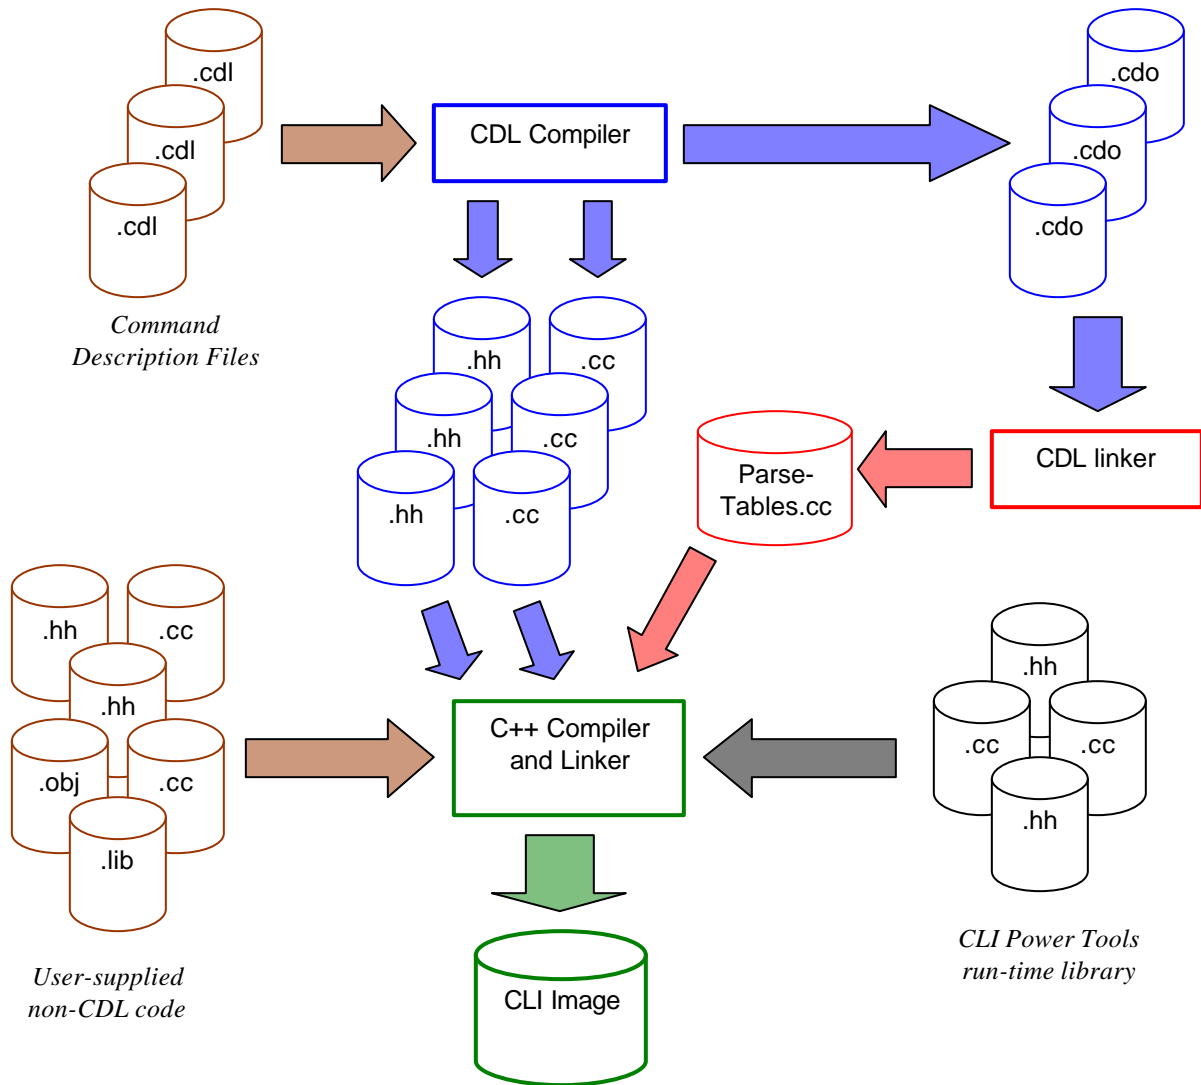 .cdl
.cdl
.cdl
Command
Description Files
CDL Compiler
.cdo
.cdo
.cdo
.hh
.cc
.hh
.cc
.hh
.cc
Parse-
Tables.cc
CDL linker
.hh
.cc
.hh
.obj
.cc
.lib
User-supplied
non-CDL code
C++ Compiler
and Linker
.hh
.cc
.cc
.hh
CLI Power Tools
run-time library
CLI Image